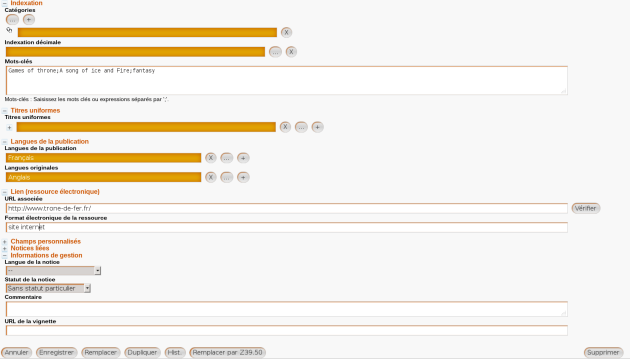 Indexation
Catégories
... +
X
Indexation décimale
... X
Mots-clés
Games of throne;A song of ice and Fire;fantasy
Mots-clés : Saisissez les mots clés ou expressions séparés par ';'.
Titres uniformes
Titres uniformes
+ X ... +
Langues de la publication
Langues de la publication
Français X ... +
Langues originales
Anglais X ... +
Lien (ressource électronique)
URL associée
http://www.trone-de-fer.fr/ Vérifier
Format électronique de la ressource
site internet
Champs personnalisés
Notices liées
Informations de gestion
Langue de la notice
--
Statut de la notice
Sans statut particulier
Commentaire
URL de la vignette
Annuler Enregistrer Remplacer Dupliquer Hist. Remplacer par Z39.50 Supprimer